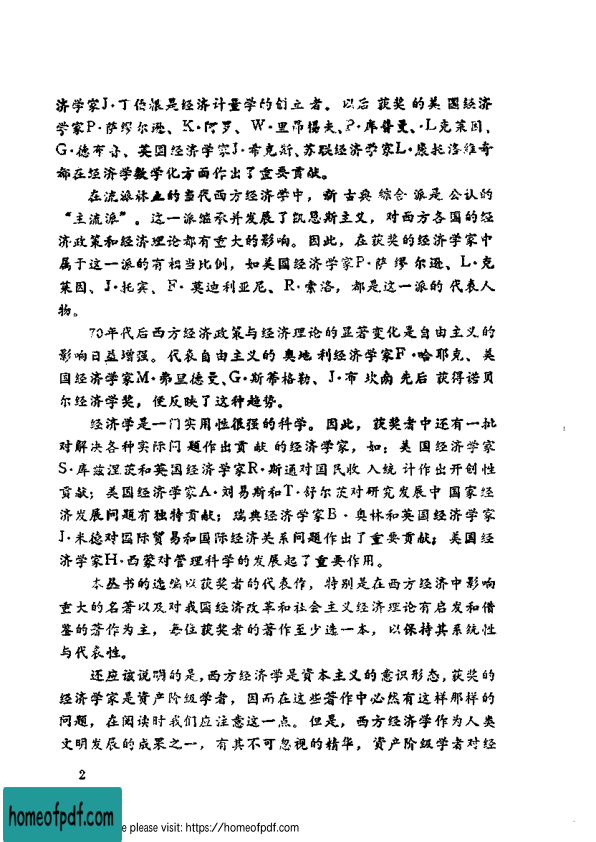 济学家J·丁伯根是经济计量学的创立者。以后获奖的美国经济
学家P·萨缪尔逊、K·阿罗、W·里昂惕夫、P·库普曼、·L克莱因、
G·德布鲁、英国经济学家J·希克斯、苏联经济学家L·康托洛维奇
都在经济学数学化方面作出了重要贡献。
在流派林立的当代西方经济学中，新古典综合派是公认的
“主流派”。这一派继承并发展了凯恩斯主义，对西方各国的经
济政策和经济理论都有重大的影响。因此，在获奖的经济学家中
属于这一派的有相当比例，如美国经济学家P·萨缪尔逊、L·克
莱因、J·托宾、F·莫迪利亚尼、R·索洛，都是这一派的代表人
物。
70年代后西方经济政策与经济理论的显著变化是自由主义的
影响日益增强。代表自由主义的奥地利经济学家F·哈耶克、美
国经济学家M·弗里德曼、G·斯蒂格勒、J·布坎南先后获得诺贝
尔经济学奖，便反映了这种趋势。
经济学是一门实用性很强的科学。因此，获奖者中还有一批
对解决各种实际问题作出贡献的经济学家，如：美国经济学家
S·库兹涅茨和英国经济学家R·斯通对国民收入统计作出开创性
贡献；美国经济学家A·刘易斯和T·舒尔茨对研究发展中国家经
济发展问题有独特贡献；瑞典经济学家B·奥林和英国经济学家
J·米德对国际贸易和国际经济关系问题作出了重要贡献；美国经
济学家H·西蒙对管理科学的发展起了重要作用。
本丛书的选编以获奖者的代表作，特别是在西方经济中影响
重大的名著以及对我国经济改革和社会主义经济理论有启发和借
鉴的著作为主，每位获奖者的著作至少选一本，以保持其系统性
与代表性。
还应该说明的是，西方经济学是资本主义的意识形态，获奖的
经济学家是资产阶级学者，因而在这些著作中必然有这样那样的
问题，在阅读时我们应注意这一点。但是，西方经济学作为人类
文明发展的成果之一，有其不可忽视的精华，资产阶级学者对经
2
homeofpdf.com
e please visit: https://homeofpdf.com